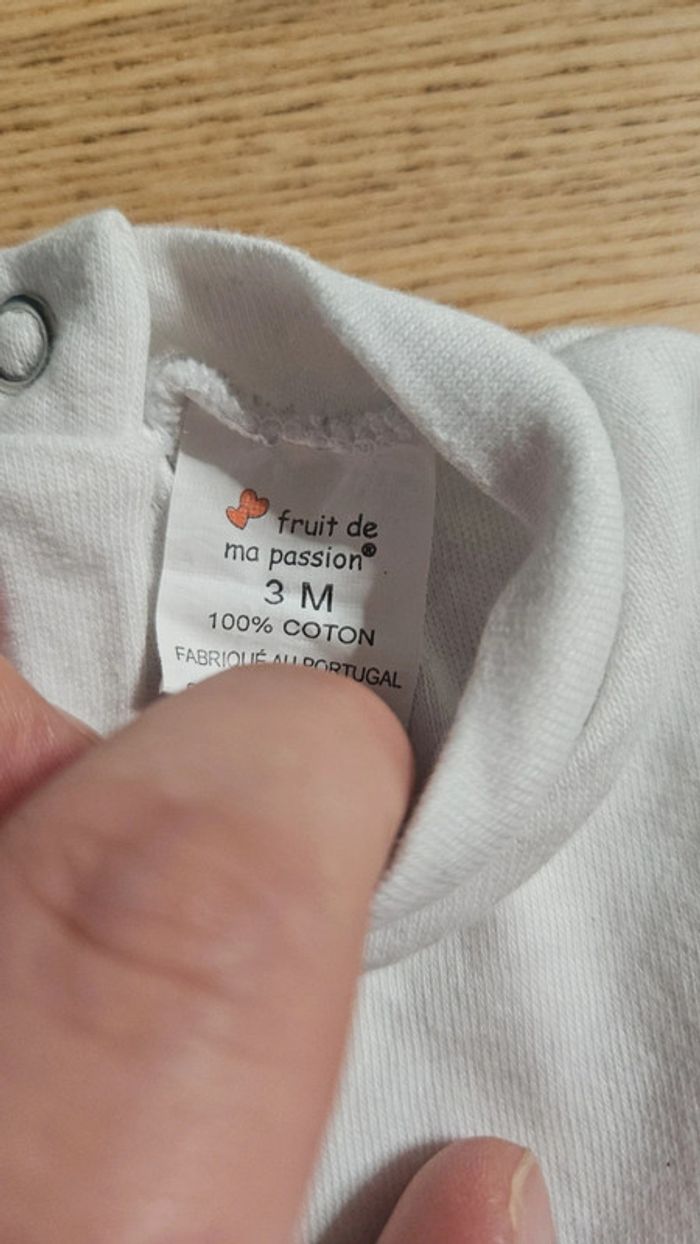 fruit de
ma passion®
3 M
100% COTON
FABRIQUÉ AU PORTUGAL